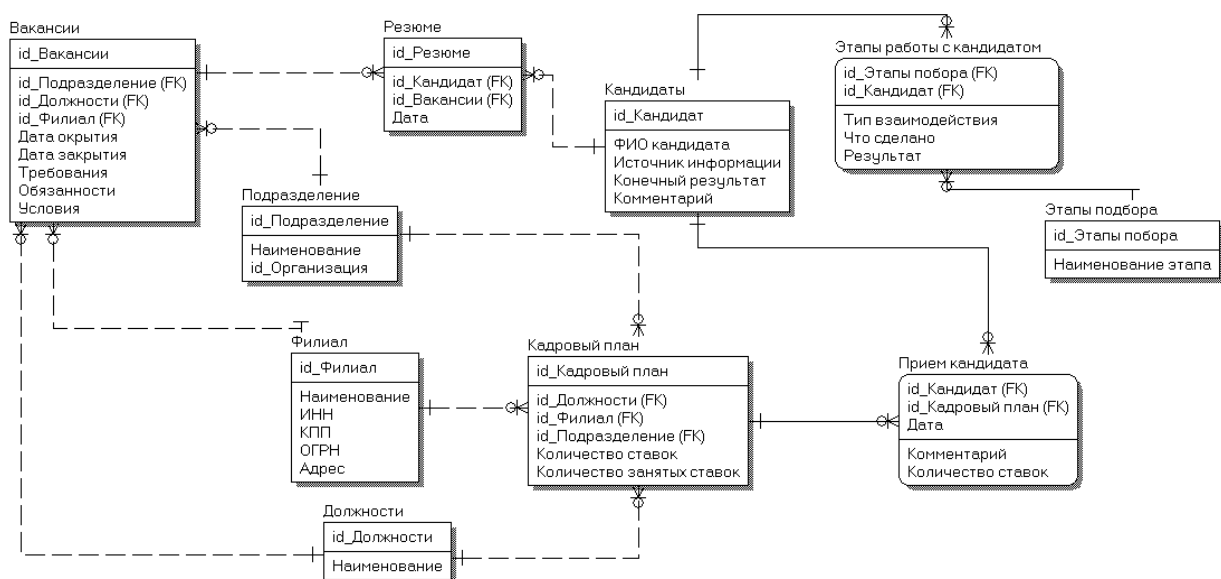 Вакансии
id_Вакансии
id_Подразделение (FK)
id_Должности (FK)
id_Филиал (FK)
Дата окрытия
Дата закрытия
Требования
Обязанности
Условия
Резюме
id_Резюме
id_Кандидат (FK)
id_Вакансии (FK)
Дата
Кандидаты
id_Кандидат
ФИО кандидата
Источник информации
Конечный результат
Комментарий
Этапы работы с кандидатом
id_Этапы побора (FK)
id_Кандидат (FK)
Тип взаимодействия
Что сделано
Результат
Этапы подбора
id_Этапы побора
Наименование этапа
Подразделение
id_Подразделение
Наименование
id_Организация
Филиал
id_Филиал
Наименование
ИНН
КПП
ОГРН
Адрес
Кадровый план
id_Кадровый план
id_Должности (FK)
id_Филиал (FK)
id_Подразделение (FK)
Количество ставок
Количество занятых ставок
Прием кандидата
id_Кандидат (FK)
id_Кадровый план (FK)
Дата
Комментарий
Количество ставок
Должности
id_Должности
Наименование